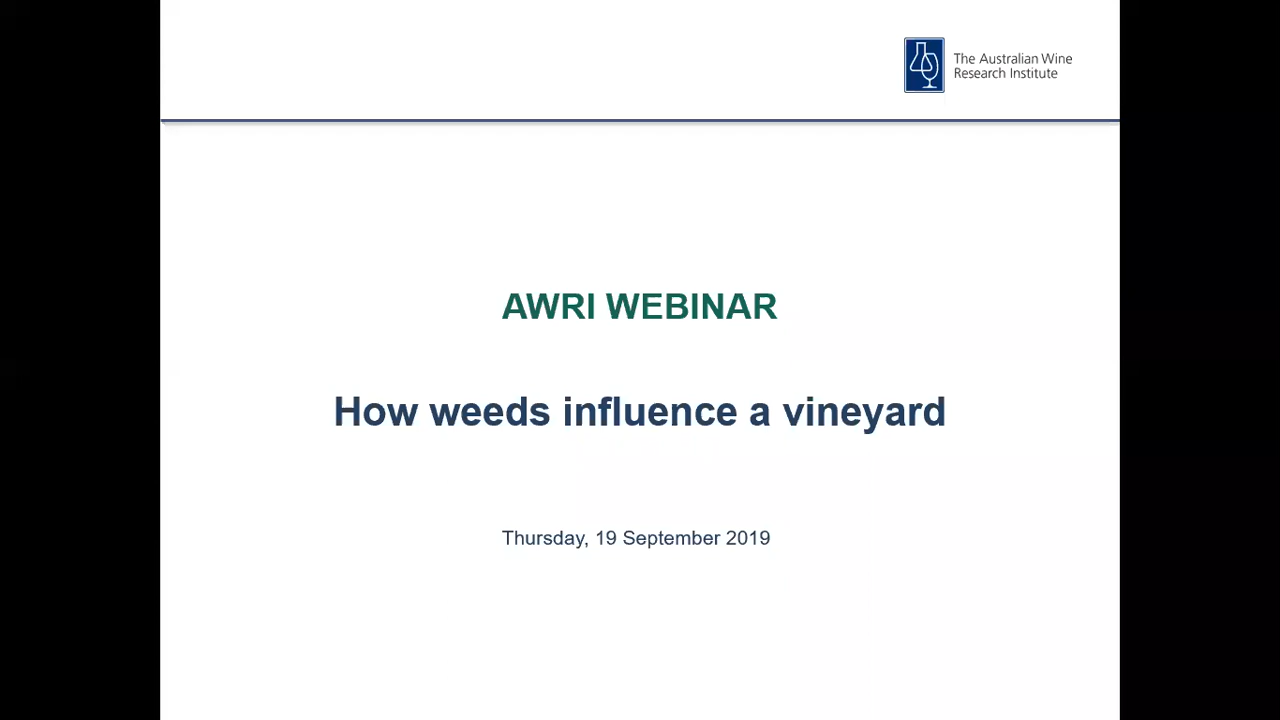 The Australian Wine
Research Institute
AWRI WEBINAR
How weeds influence a vineyard
Thursday, 19 September 2019